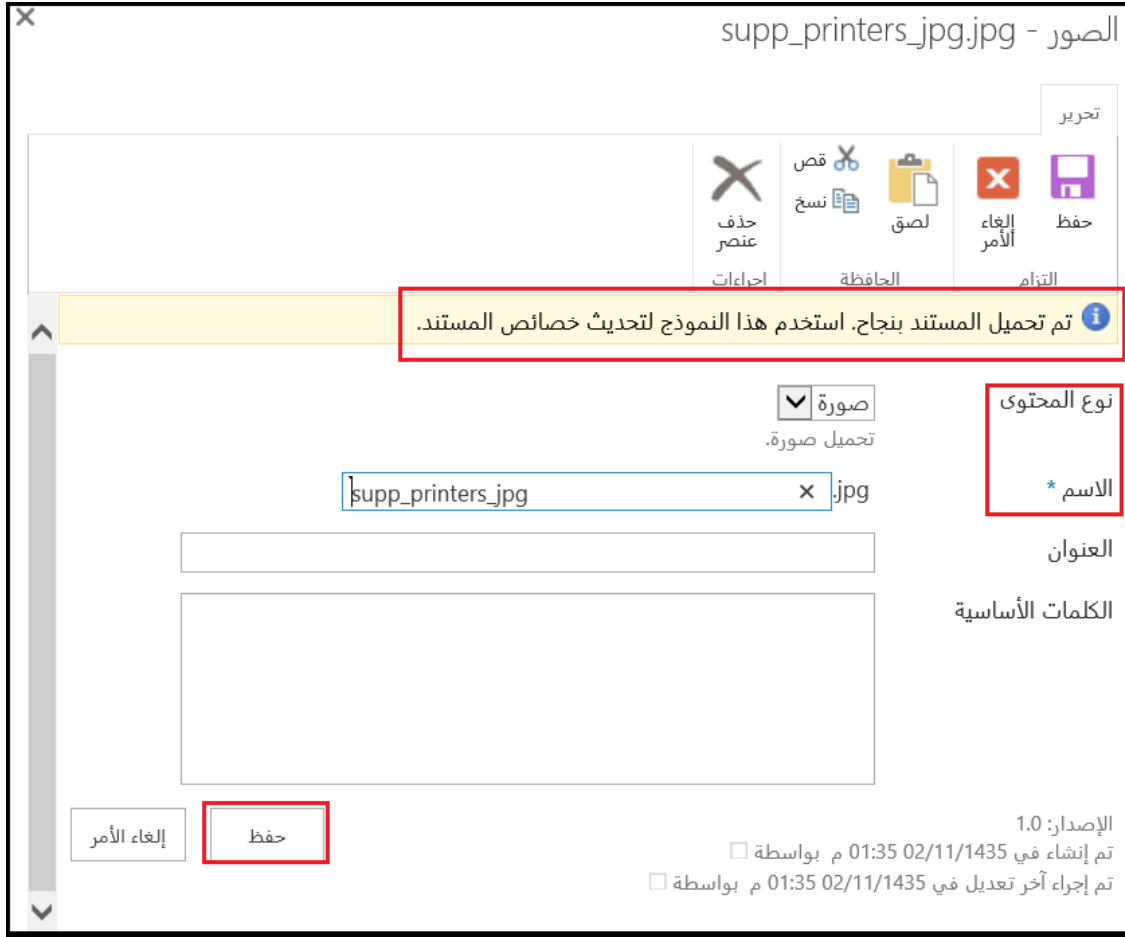 الصور - supp_printers_jpg.jpg
تحرير
حفظ
إلغاء
الأمر
لصق
قص
نسخ
حذف
عنصر
التزام
الحافظة
إجراءات
تم تحميل المستند بنجاح. استخدم هذا النموذج لتحديث خصائص المستند.
نوع المحتوى
صورة
تحميل صورة.
الاسم *
.jpg
supp_printers_jpg
العنوان
الكلمات الأساسية
الإصدار: 1.0
تم إنشاء في 02/11/1435 01:35 م بواسطة
تم إجراء آخر تعديل في 02/11/1435 01:35 م بواسطة
حفظ
إلغاء الأمر